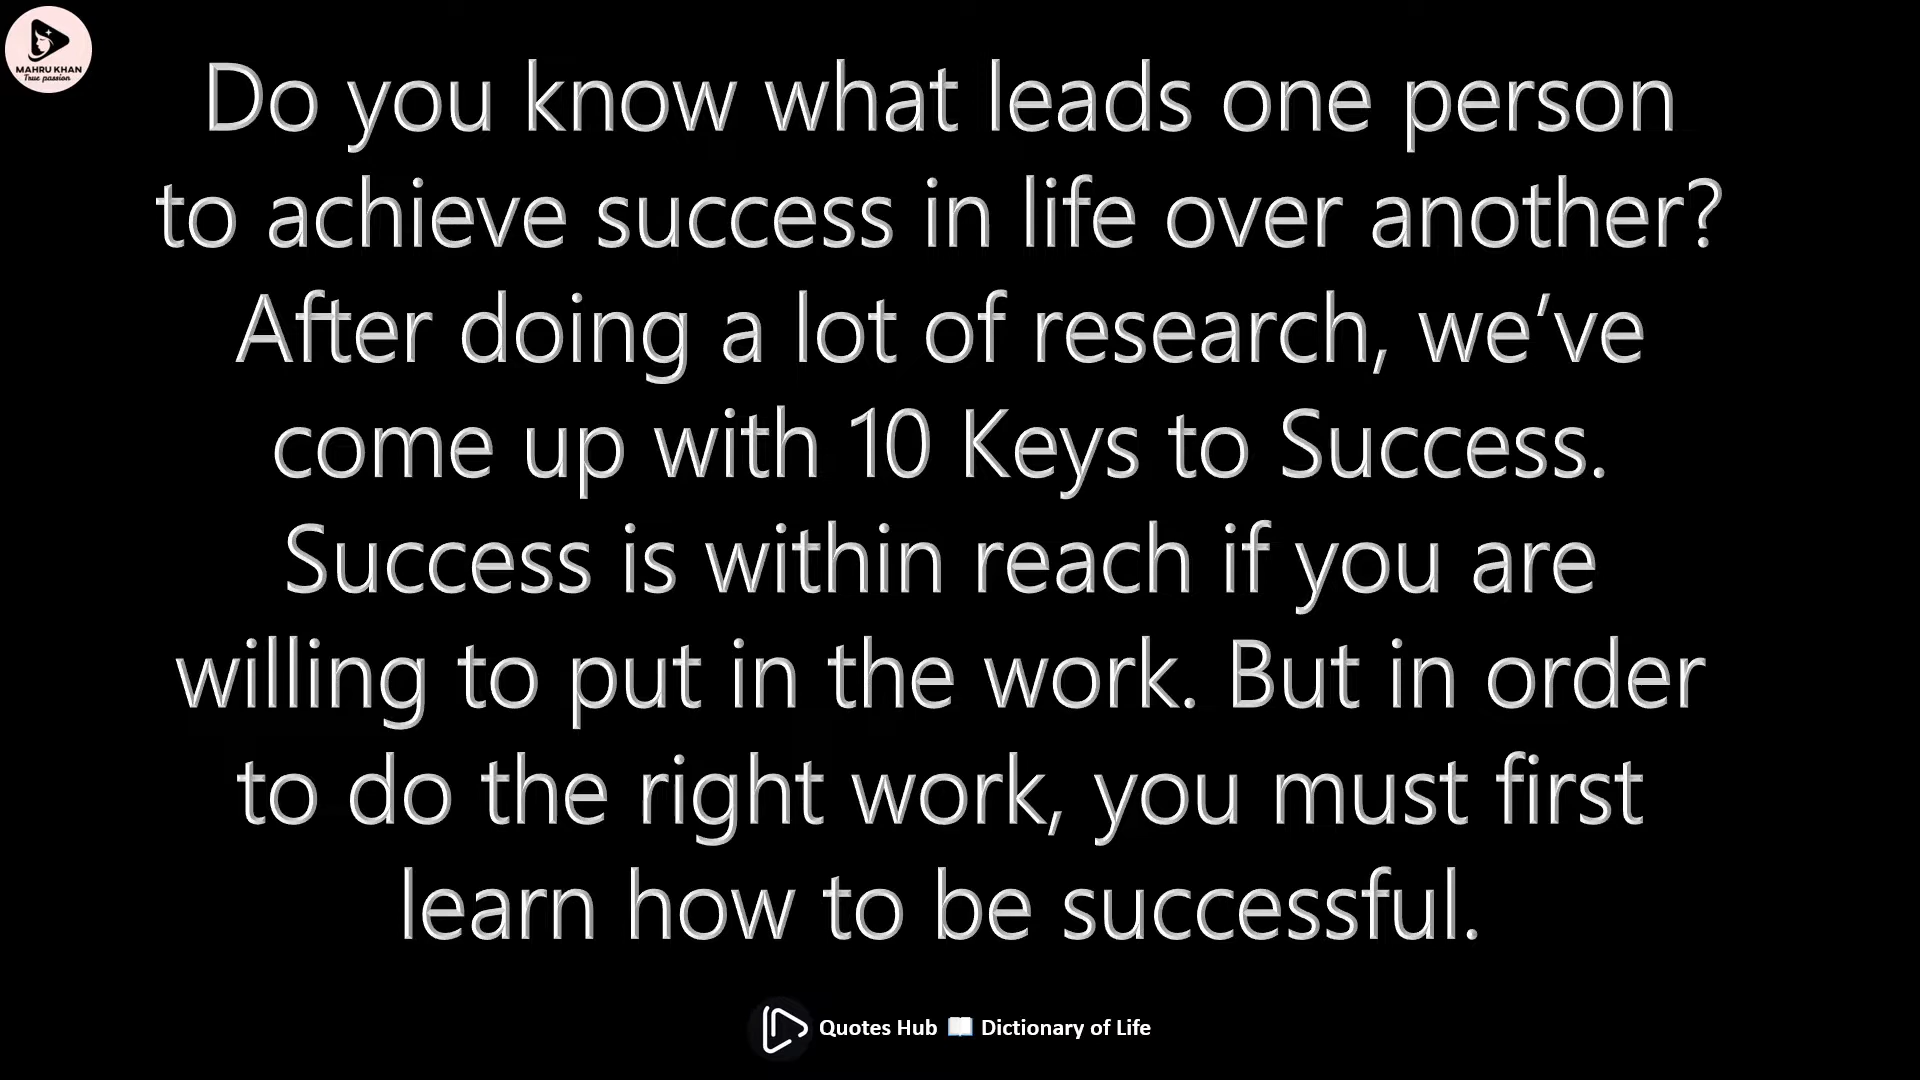 MAHRU KHAN
True passion
Do you know what leads one person
to achieve success in life over another?
After doing a lot of research, we’ve
come up with 10 Keys to Success.
Success is within reach if you are
willing to put in the work. But in order
to do the right work, you must first
learn how to be successful.
Quotes Hub 📖 Dictionary of Life